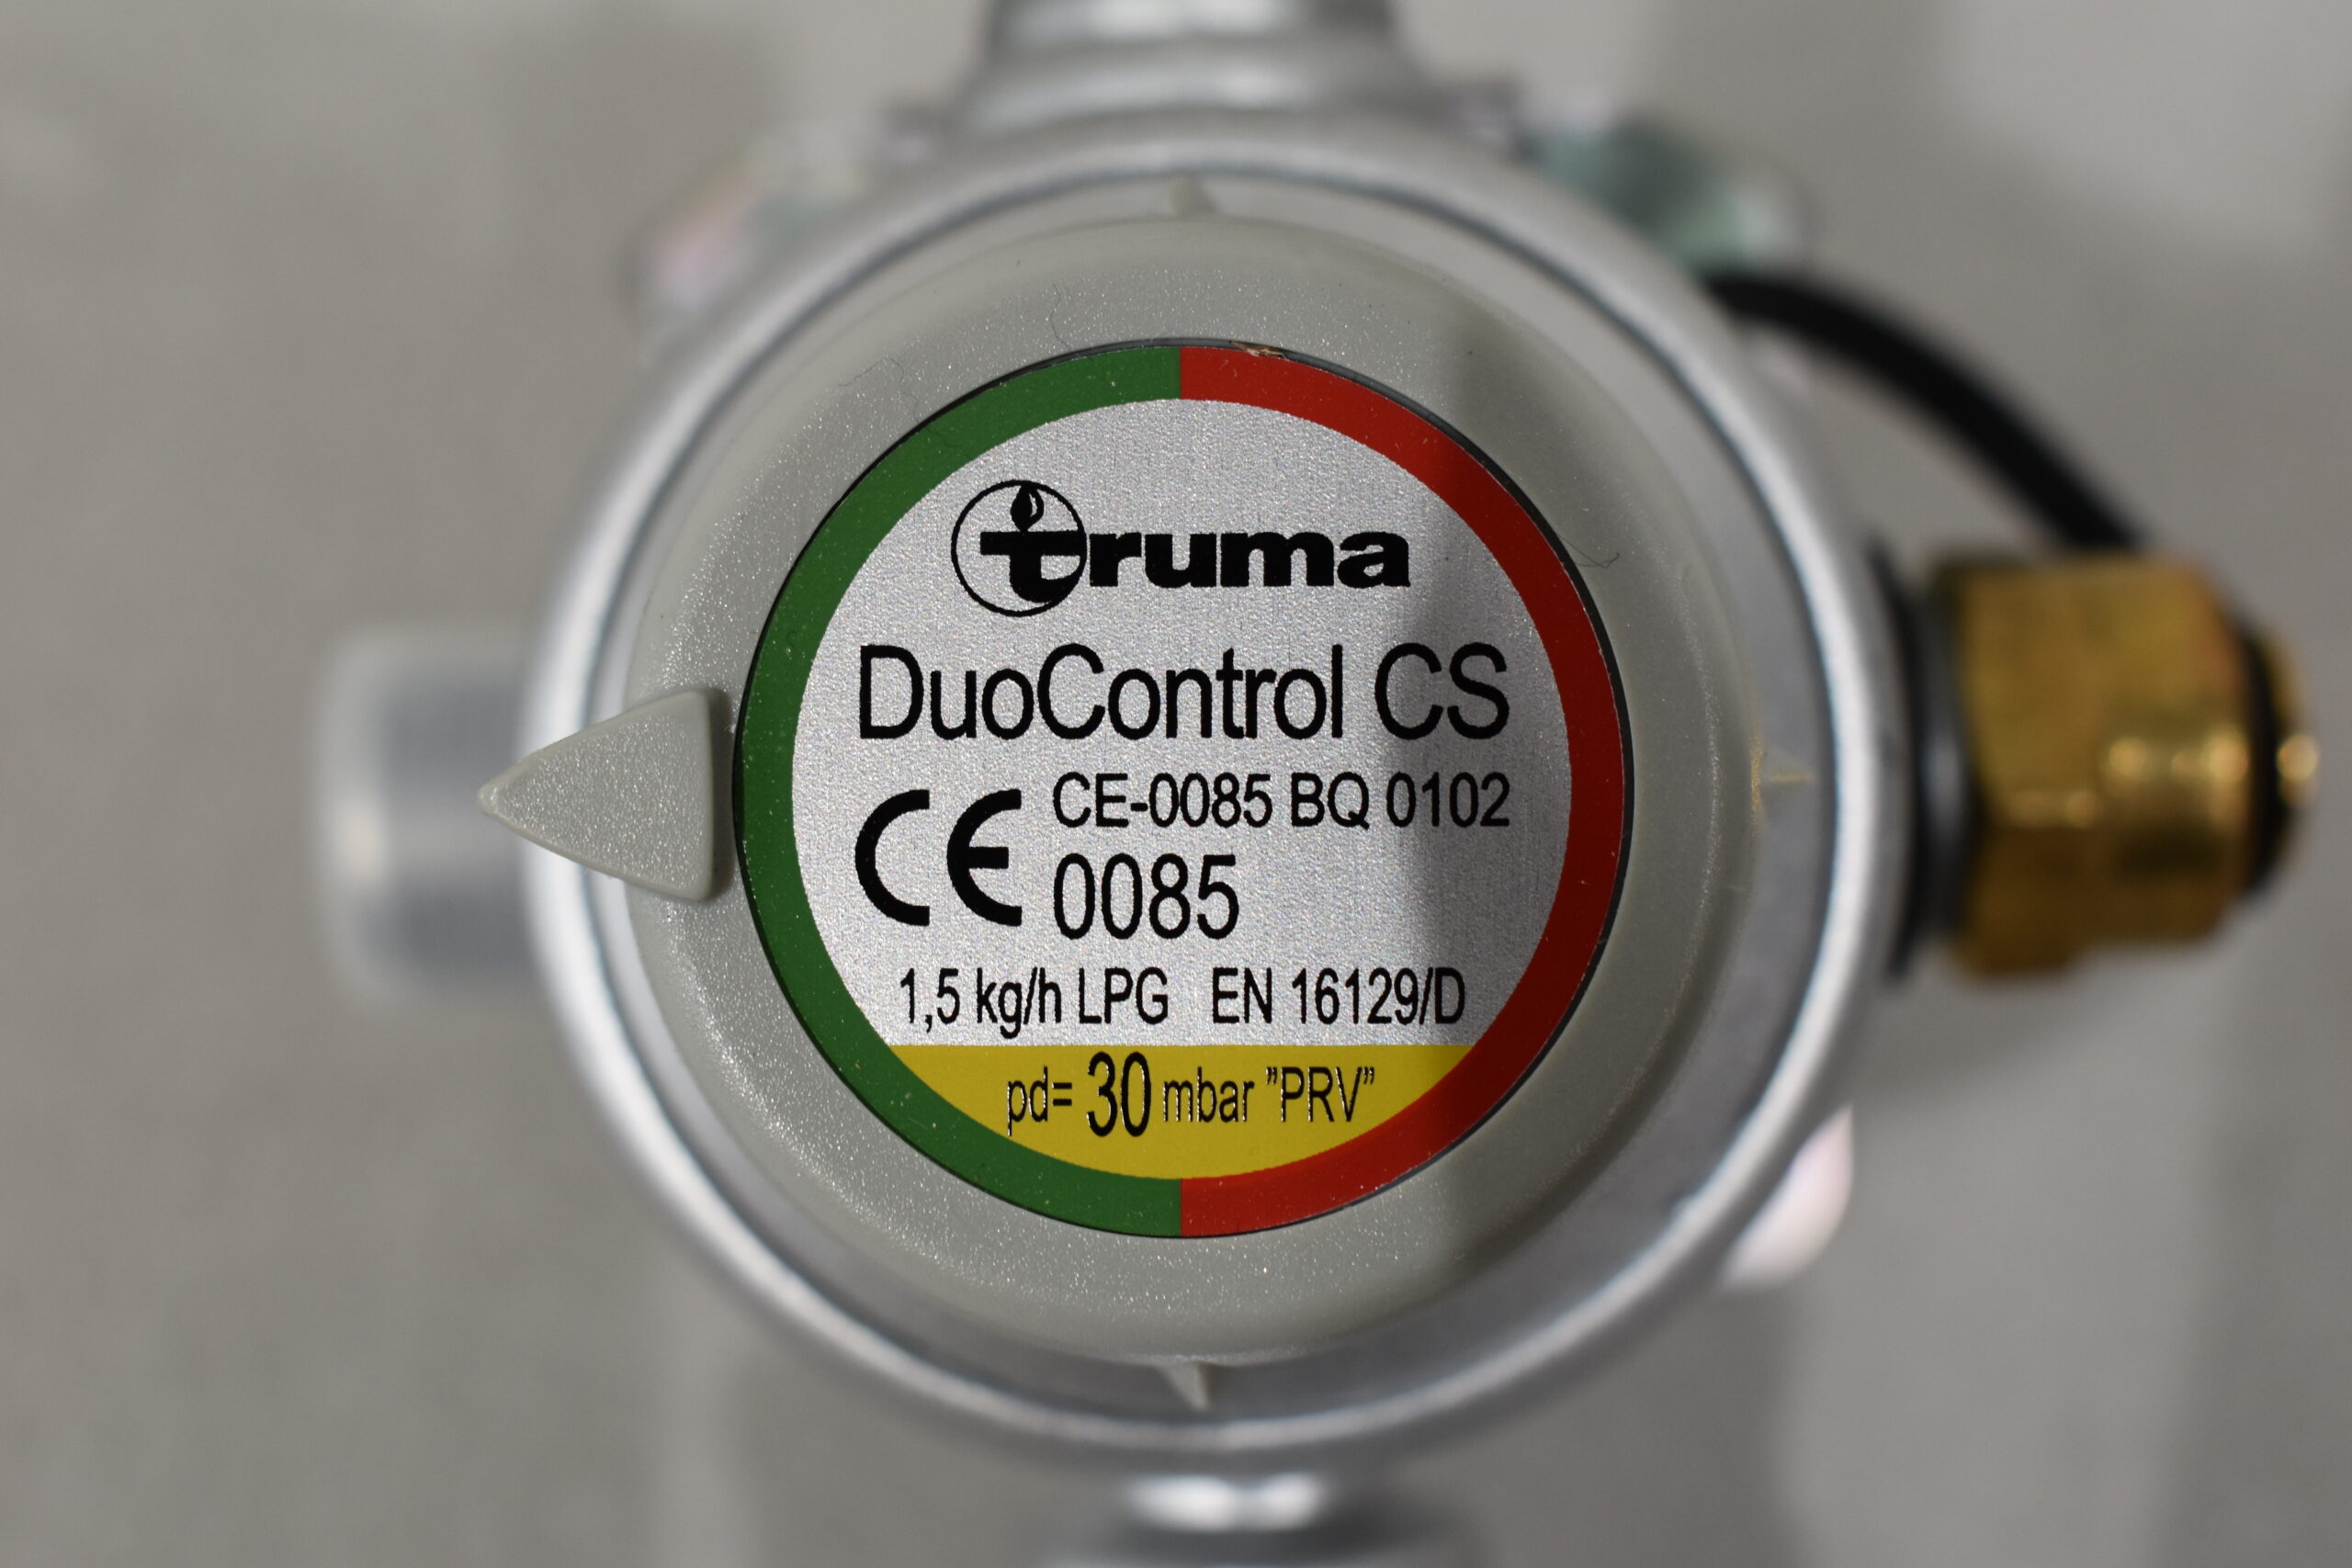 truma
DuoControl CS
CE CE-0085 BQ 0102
0085
1,5 kg/h LPG EN 16129/D
pd= 30 mbar ”PRV”